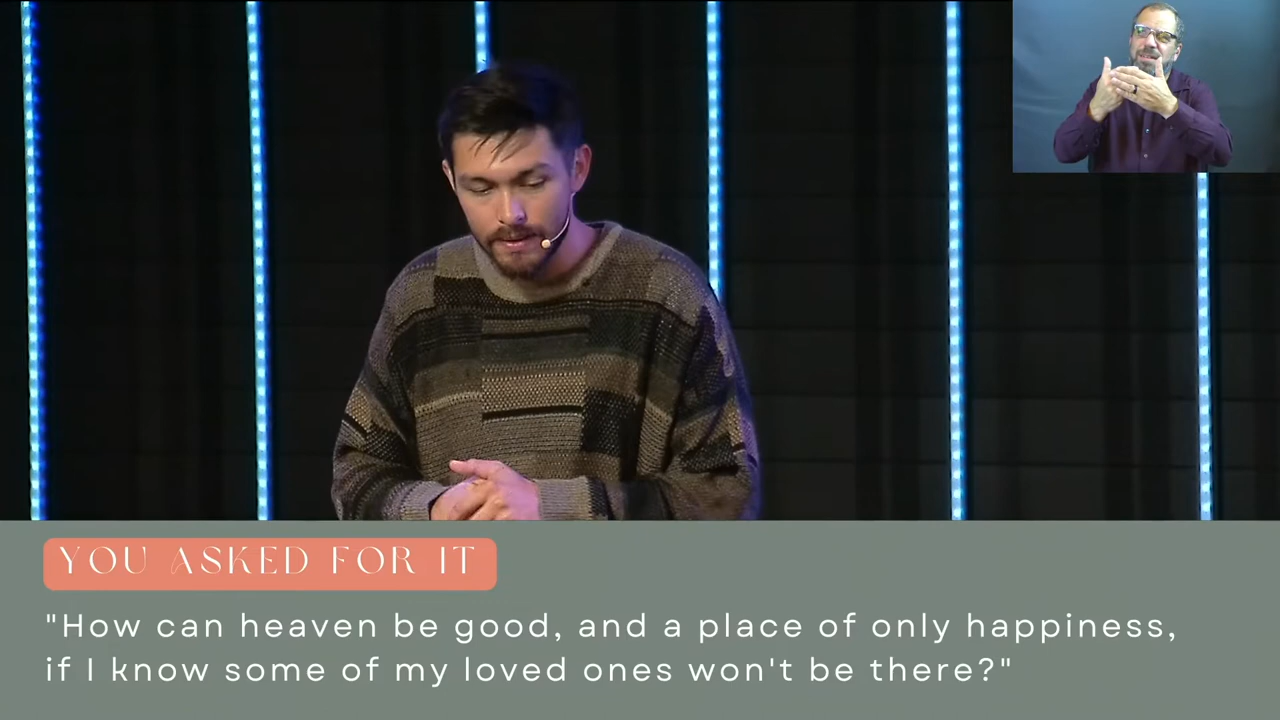 YOU ASKED FOR IT
"How can heaven be good, and a place of only happiness,
if I know some of my loved ones won't be there?"